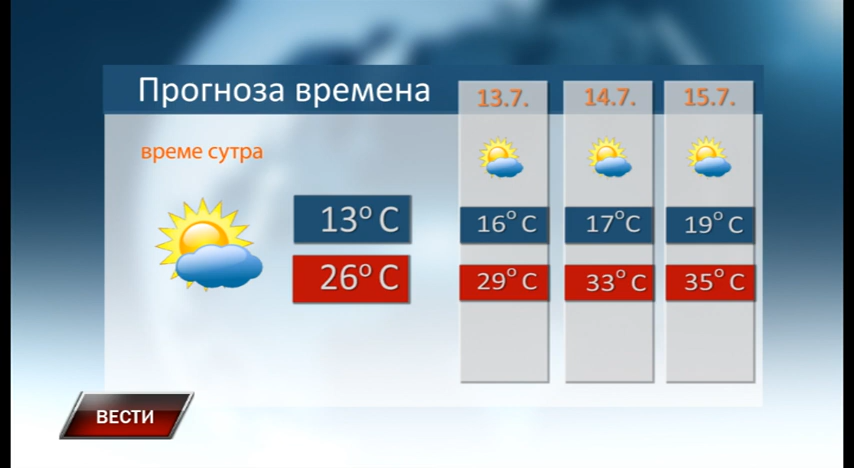 Прогноза времена
време сутра
13° C
26° C
13.7.
16° C
29° C
14.7.
17°C
33° C
15.7.
19° C
35° C
ВЕСТИ